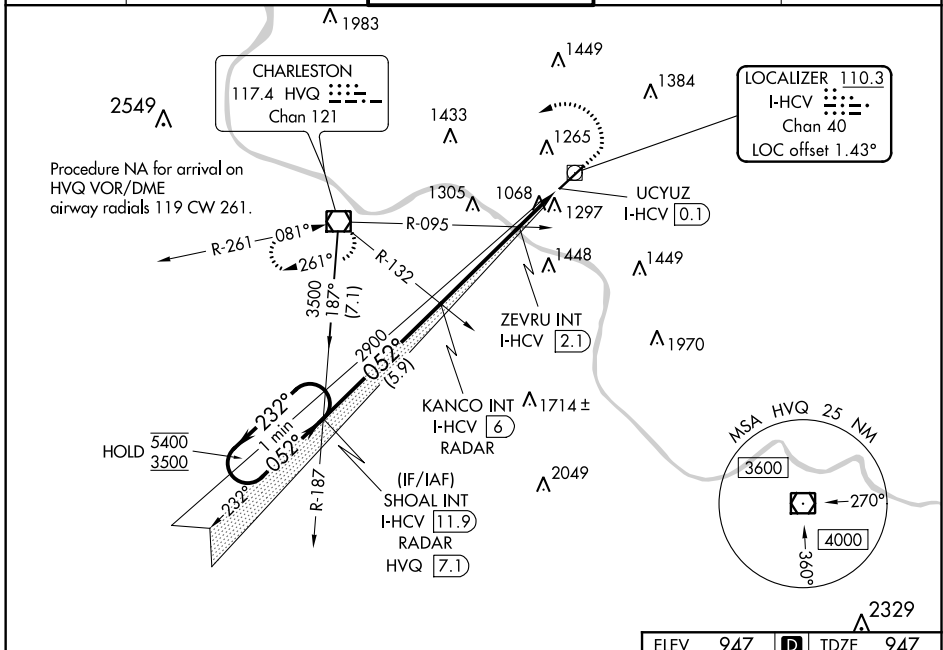 1983
1449
CHARLESTON
117.4 HVQ
Chan 121
LOCALIZER 110.3
I-HCV
Chan 40
LOC offset 1.43°
1384
2549
1433
1265
Procedure NA for arrival on
HVQ VOR/DME
airway radials 119 CW 261.
1305
1068
1297
UCYUZ
I-HCV 0.1
R-261
081°
R-095
261°
R-132
1448
1449
3500
187°
(7.1)
ZEVRU INT
I-HCV 2.1
1970
2900
052°
(5.9)
KANCO INT
I-HCV 6
RADAR
1714 ±
232°
1 min
052°
HOLD 5400
3500
232°
R-187
(IF/IAF)
SHOAL INT
I-HCV 11.9
RADAR
HVQ 7.1
2049
MSA HVQ 25 NM
3600
270°
4000
360°
2329
ELEV 947 D TDZE 947